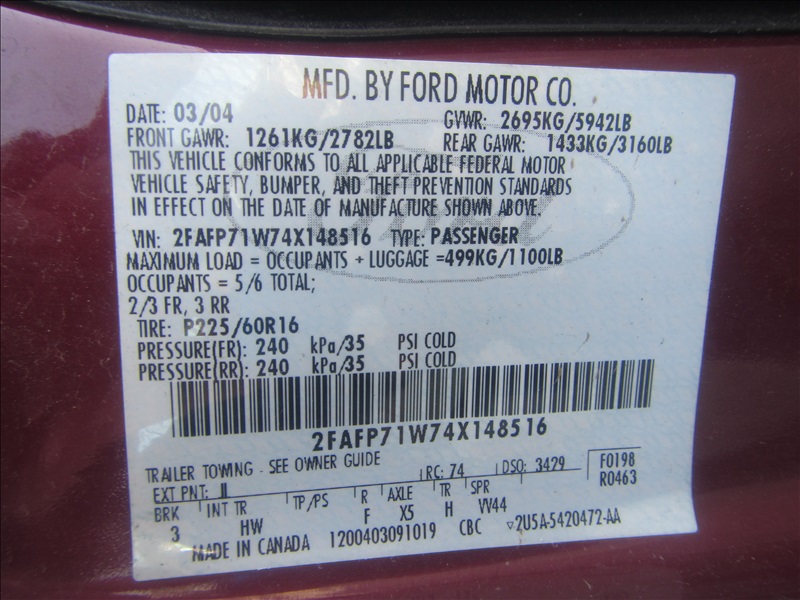 MFD. BY FORD MOTOR CO.
DATE: 03/04 GVWR: 2695KG/5942LB
FRONT GAWR: 1261KG/2782LB REAR GAWR: 1433KG/3160LB
THIS VEHICLE CONFORMS TO ALL APPLICABLE FEDERAL MOTOR
VEHICLE SAFETY, BUMPER, AND THEFT PREVENTION STANDARDS
IN EFFECT ON THE DATE OF MANUFACTURE SHOWN ABOVE.
VIN: 2FAFP71W74X148516 TYPE: PASSENGER
MAXIMUM LOAD = OCCUPANTS + LUGGAGE =499KG/1100LB
OCCUPANTS = 5/6 TOTAL;
2/3 FR, 3 RR
TIRE: P225/60R16
PRESSURE(FR): 240 kPa/35 PSI COLD
PRESSURE(RR): 240 kPa/35 PSI COLD
2FAFP71W74X148516
TRAILER TOWING - SEE OWNER GUIDE RC: 74 DSO: 3429 F0198
EXT PNT: R0463
BRK INT TR TP/PS R AXLE TR SPR
3 HW F X5 H VV44
MADE IN CANADA 1200403091019 CBC ▽2U5A-5420472-AA